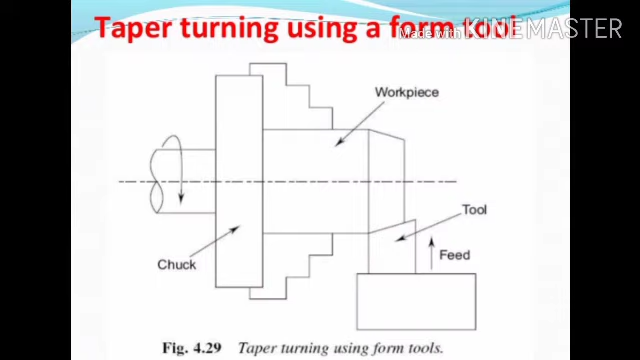 Taper turning using a form tool
Made with KINEMASTER
Workpiece
Tool
Feed
Chuck
Fig. 4.29 Taper turning using form tools.